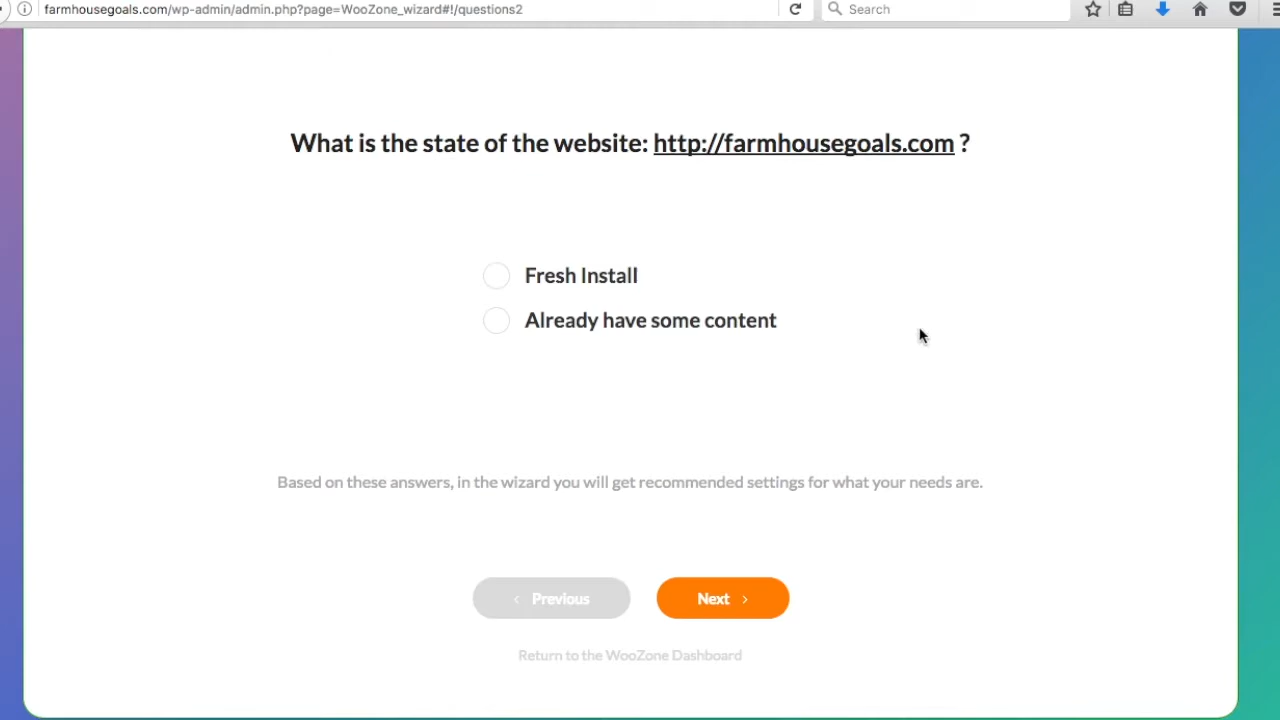 farmhousegoals.com/wp-admin/admin.php?page=WooZone_wizard#!/questions2
Search
What is the state of the website: http://farmhousegoals.com ?
Fresh Install
Already have some content
Based on these answers, in the wizard you will get recommended settings for what your needs are.
‹ Previous
Next ›
Return to the WooZone Dashboard